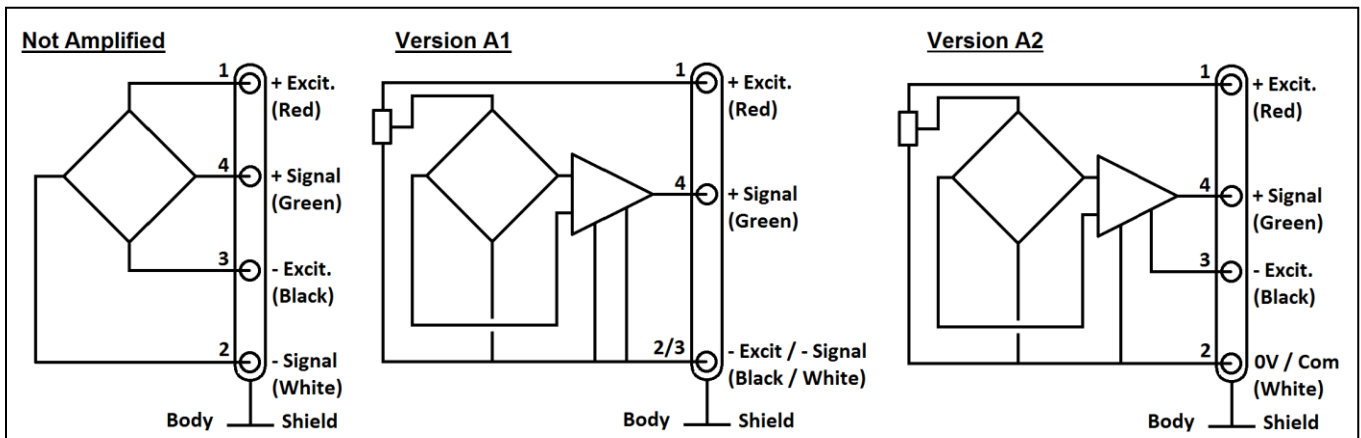 Not Amplified
1
+ Excit.
(Red)
4
+ Signal
(Green)
3
- Excit.
(Black)
2
- Signal
(White)
Body
Shield
Version A1
1
+ Excit.
(Red)
4
+ Signal
(Green)
2/3
- Excit / - Signal
(Black / White)
Body
Shield
Version A2
1
+ Excit.
(Red)
4
+ Signal
(Green)
3
- Excit.
(Black)
2
0V / Com
(White)
Body
Shield